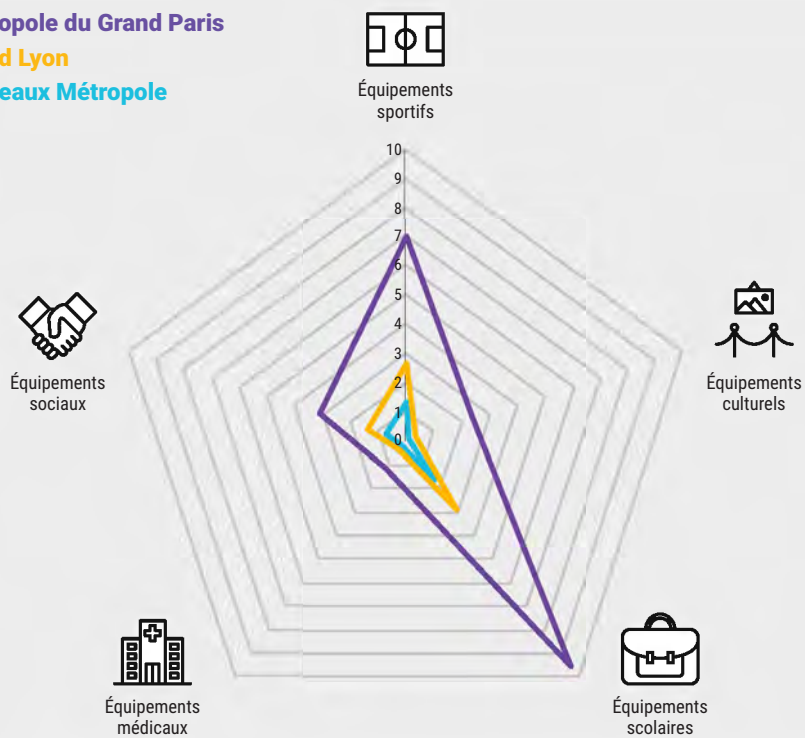 opole du Grand Paris
d Lyon
eaux Métropole
Équipements
sportifs
10
9
8
7
6
5
4
3
2
1
0
Équipements
sociaux
Équipements
culturels
Équipements
médicaux
Équipements
scolaires